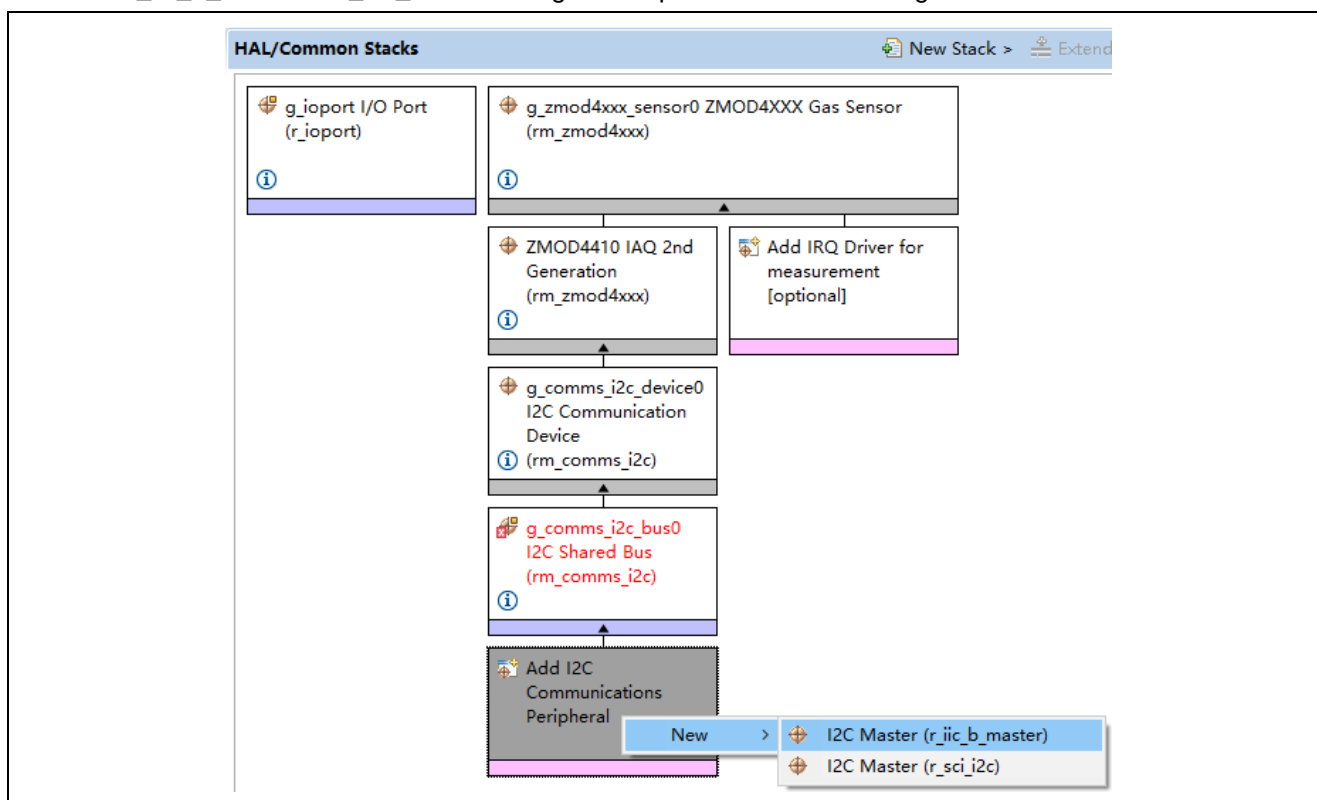 HAL/Common Stacks
New Stack >
Extend
g_ioport I/O Port
(r_ioport)
g_zmod4xxx_sensor0 ZMOD4XXX Gas Sensor
(rm_zmod4xxx)
ZMOD4410 IAQ 2nd
Generation
(rm_zmod4xxx)
Add IRQ Driver for
measurement
[optional]
g_comms_i2c_device0
I2C Communication
Device
(rm_comms_i2c)
g_comms_i2c_bus0
I2C Shared Bus
(rm_comms_i2c)
Add I2C
Communications
Peripheral
New >
I2C Master (r_iic_b_master)
I2C Master (r_sci_i2c)